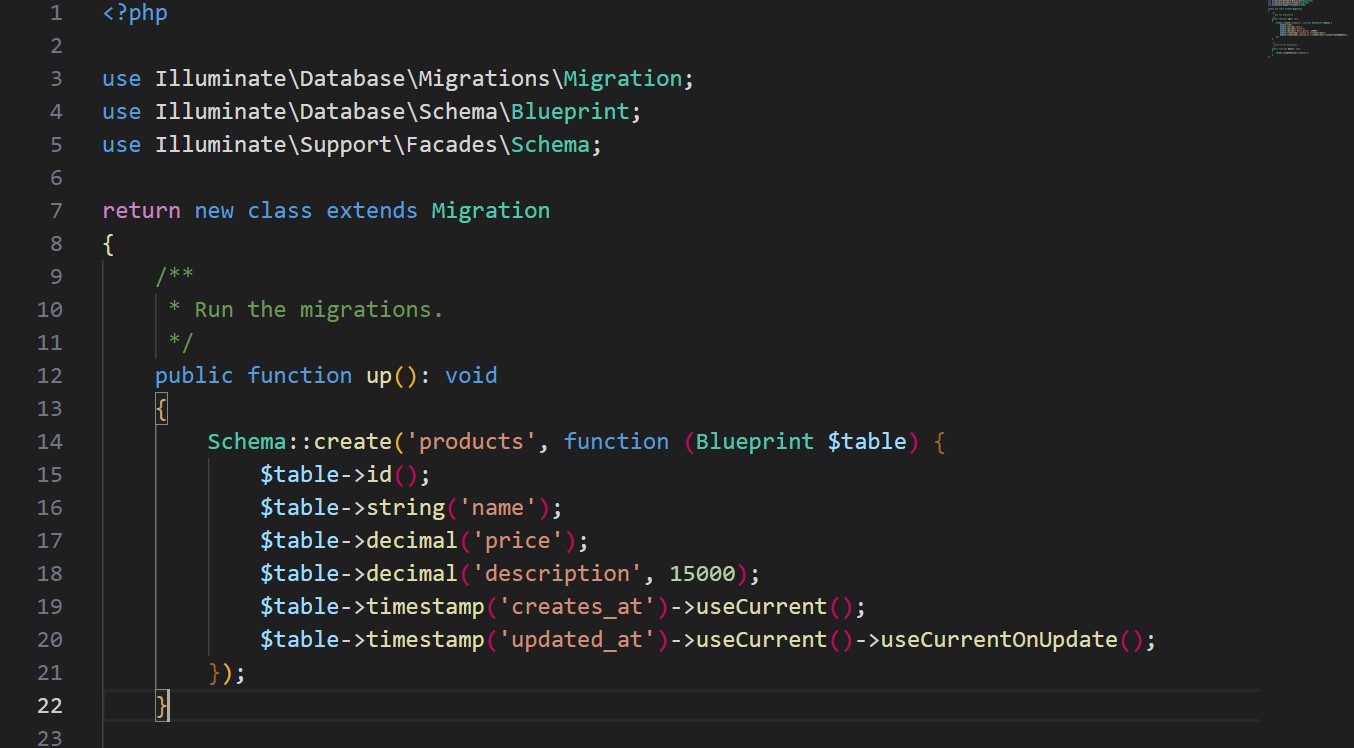 1 <?php
2
3 use Illuminate\Database\Migrations\Migration;
4 use Illuminate\Database\Schema\Blueprint;
5 use Illuminate\Support\Facades\Schema;
6
7 return new class extends Migration
8 {
9     /**
10      * Run the migrations.
11      */
12     public function up(): void
13     {
14         Schema::create('products', function (Blueprint $table) {
15             $table->id();
16             $table->string('name');
17             $table->decimal('price');
18             $table->decimal('description', 15000);
19             $table->timestamp('creates_at')->useCurrent();
20             $table->timestamp('updated_at')->useCurrent()->useCurrentOnUpdate();
21         });
22     }
23